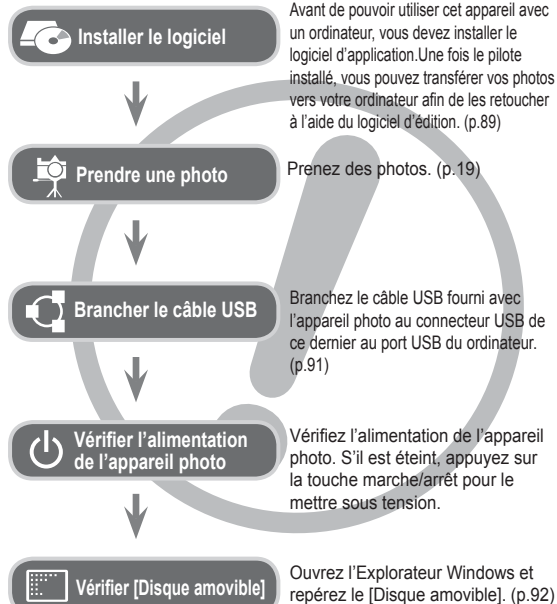 Installer le logiciel
Avant de pouvoir utiliser cet appareil avec
un ordinateur, vous devez installer le
logiciel d’application.Une fois le pilote
installé, vous pouvez transférer vos photos
vers votre ordinateur afin de les retoucher
à l’aide du logiciel d’édition. (p.89)
Prendre une photo
Prenez des photos. (p.19)
Brancher le câble USB
Branchez le câble USB fourni avec
l’appareil photo au connecteur USB de
ce dernier au port USB du ordinateur.
(p.91)
Vérifier l’alimentation
de l’appareil photo
Vérifiez l’alimentation de l’appareil
photo. S’il est éteint, appuyez sur
la touche marche/arrêt pour le
mettre sous tension.
Vérifier [Disque amovible]
Ouvrez l’Explorateur Windows et
repérez le [Disque amovible]. (p.92)